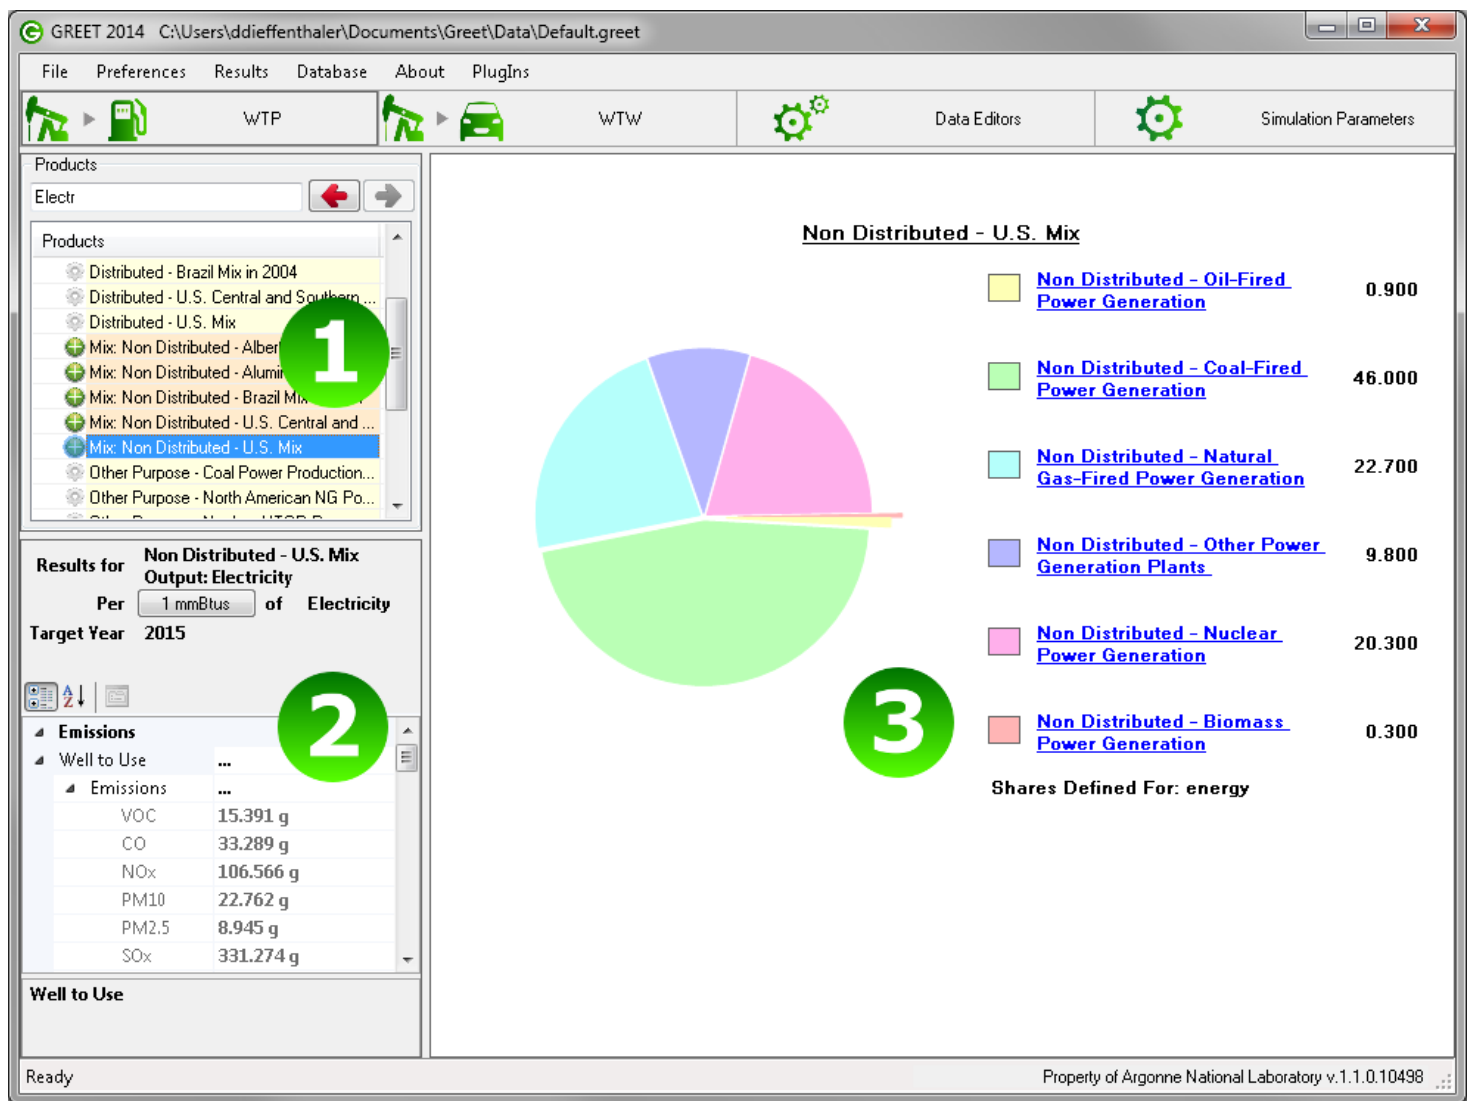 GREET 2014 C:\Users\ddieffenthaler\Documents\Greet\Data\Default.greet
File Preferences Results Database About PlugIns
WTP WTW Data Editors Simulation Parameters
Products
Electr
Products
Distributed - Brazil Mix in 2004
Distributed - U.S. Central and Southern ...
Distributed - U.S. Mix
Mix: Non Distributed - Alber
Mix: Non Distributed - Alumi
Mix: Non Distributed - Brazil Mix
Mix: Non Distributed - U.S. Central and ...
Mix: Non Distributed - U.S. Mix
Other Purpose - Coal Power Production...
Other Purpose - North American NG Po...
1
Results for Non Distributed - U.S. Mix
Output: Electricity
Per 1 mmBtus of Electricity
Target Year 2015
2
Emissions
Well to Use ...
Emissions ...
VOC 15.391 g
CO 33.289 g
NOx 106.566 g
PM10 22.762 g
PM2.5 8.945 g
SOx 331.274 g
Well to Use
Non Distributed - U.S. Mix
Non Distributed - Oil-Fired
Power Generation 0.900
Non Distributed - Coal-Fired
Power Generation 46.000
Non Distributed - Natural
Gas-Fired Power Generation 22.700
Non Distributed - Other Power
Generation Plants 9.800
Non Distributed - Nuclear
Power Generation 20.300
Non Distributed - Biomass
Power Generation 0.300
Shares Defined For: energy
3
Ready Property of Argonne National Laboratory v.1.1.0.10498